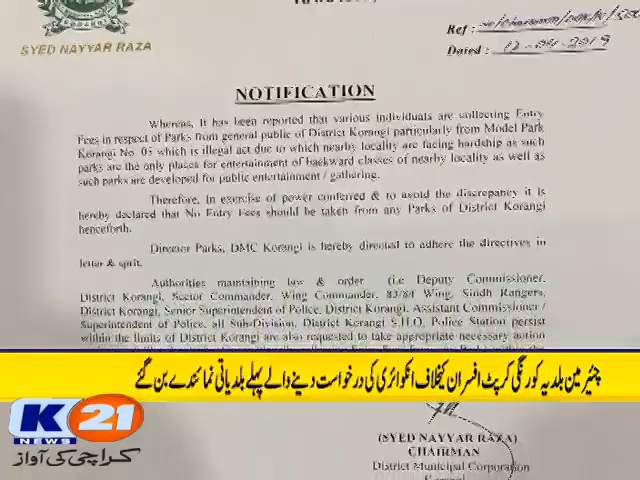 SYED NAYYAR RAZA
Ref :
Dated : 12-04-2019
NOTIFICATION
Whereas, It has been reported that various individuals are collecting Entry
Fees in respect of Parks from general public of District Korangi particularly from Model Park
Korangi No. 05 which is illegal act due to which nearby locality are facing hardship as such
parks are the only places for entertainment of backward classes of nearby locality as well as
such parks are developed for public entertainment / gathering.
Therefore, In exercise of power conferred & to avoid the discrepancy it is
hereby declared that No Entry Fees should be taken from any Parks of District Korangi
henceforth.
Director Parks, DMC Korangi is hereby directed to adhere the directives in
letter & sprit.
Authorities maintaining law & order (i.e Deputy Commissioner,
District Korangi, Sector Commander, Wing Commander, 83/84 Wing, Sindh Rangers,
District Korangi, Senior Superintendent of Police, District Korangi, Assistant Commissioner /
Superintendent of Police, all Sub-Division, District Korangi S.H.O, Police Station persist
within the limits of District Korangi are also requested to take appropriate necessary action
چئیرمین بلدیہ کورنگی کرپٹ افسران کیخلاف انکوائری کی درخواست دینے والے پہلے بلدیاتی نمائندے بن گئے
K21
NEWS
کراچی کی آواز
(SYED NAYYAR RAZA)
CHAIRMAN
District Municipal Corporation